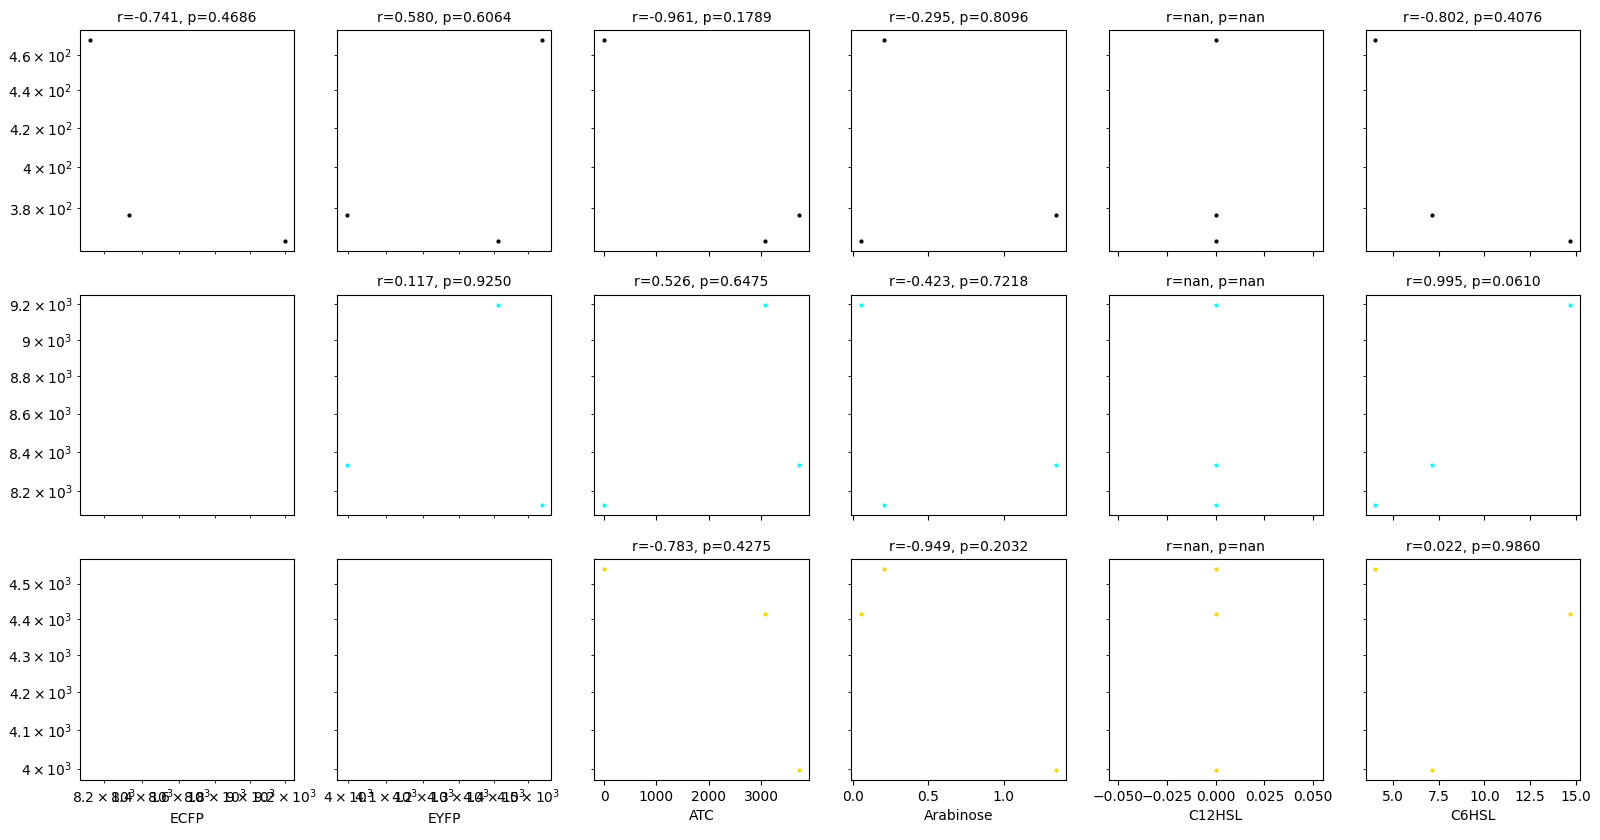 r=-0.741, p=0.4686 r=0.580, p=0.6064 r=-0.961, p=0.1789 r=-0.295, p=0.8096 r=nan, p=nan r=-0.802, p=0.4076
4.6 × 10²
4.4 × 10²
4.2 × 10²
4 × 10²
3.8 × 10²
r=0.117, p=0.9250 r=0.526, p=0.6475 r=-0.423, p=0.7218 r=nan, p=nan r=0.995, p=0.0610
9.2 × 10³
9 × 10³
8.8 × 10³
8.6 × 10³
8.4 × 10³
8.2 × 10³
r=-0.783, p=0.4275 r=-0.949, p=0.2032 r=nan, p=nan r=0.022, p=0.9860
4.5 × 10³
4.4 × 10³
4.3 × 10³
4.2 × 10³
4.1 × 10³
4 × 10³
0 1000 2000 3000 0.0 0.5 1.0 −0.050 −0.025 0.000 0.025 0.050 5.0 7.5 10.0 12.5 15.0
ECFP EYFP ATC Arabinose C12HSL C6HSL